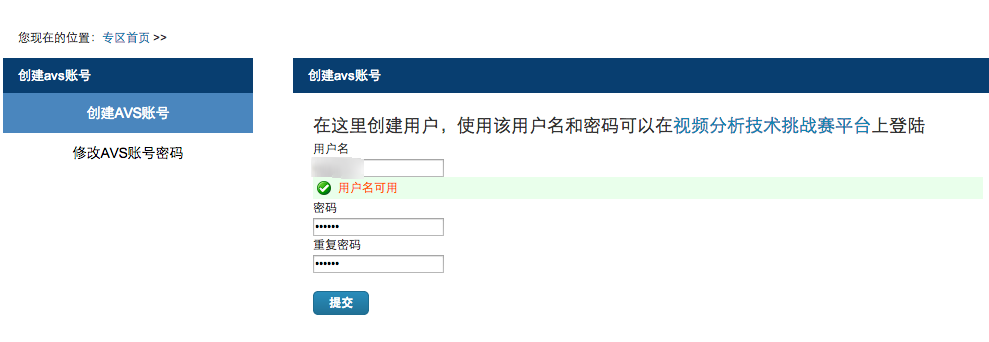 您现在的位置：专区首页 >>
创建avs账号
创建AVS账号
修改AVS账号密码
创建avs账号
在这里创建用户，使用该用户名和密码可以在视频分析技术挑战赛平台上登陆
用户名
用户名可用
密码
••••••
重复密码
••••••
提交